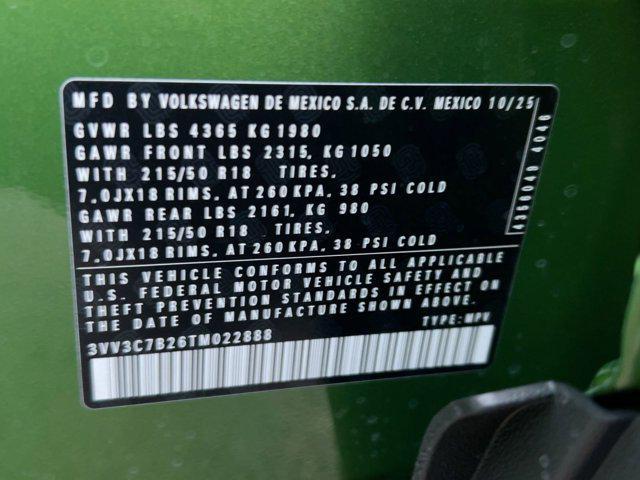 MFD BY VOLKSWAGEN DE MEXICO S.A. DE C.V. MEXICO 10/25
GVWR LBS 4365 KG 1980
GAWR FRONT LBS 2315, KG 1050
WITH 215/50 R18 TIRES.
7.0JX18 RIMS, AT 260 KPA, 38 PSI COLD
GAWR REAR LBS 2161, KG 980
WITH 215/50 R18 TIRES.
7.0JX18 RIMS, AT 260 KPA, 38 PSI COLD
THIS VEHICLE CONFORMS TO ALL APPLICABLE
U.S. FEDERAL MOTOR VEHICLE SAFETY AND
THEFT PREVENTION STANDARDS IN EFFECT ON
THE DATE OF MANUFACTURE SHOWN ABOVE.
3VV3C7B26TM022888 TYPE: MPV
4358040 4046